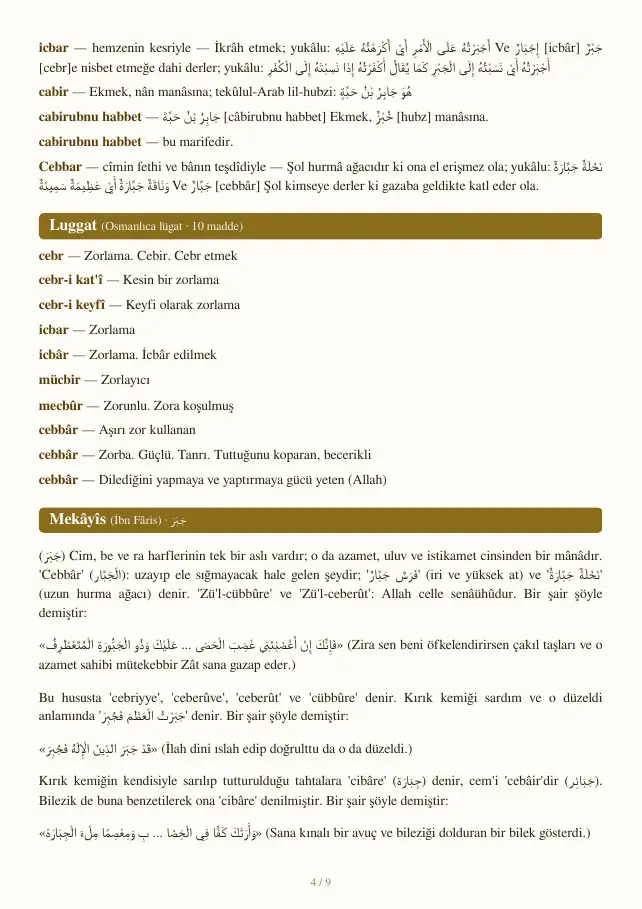 icbar — hemzenin kesriyle — İkrâh etmek; yukâlu: أَجْبَرْتُهُ عَلَى الْأَمْرِ أَيْ أَكْرَهْتُهُ عَلَيْهِ Ve إِجْبَارٌ [icbâr] جَبْرٌ
[cebr]e nisbet etmeğe dahi derler; yukâlu: أَجْبَرْتُهُ أَيْ نَسَبْتُهُ إِلَى الْجَبْرِ كَمَا يُقَالُ أَكْفَرْتُهُ إِذَا نَسِبْتَهُ إِلَى الْكُفْرِ
cabir — Ekmek, nân manâsına; tekûlul-Arab lil-hubzi: هُوَ جَابِرُ بْنُ حَبَّةٍ
cabirubnu habbet — جَابِرُ بْنُ حَبَّةَ [câbirubnu habbet] Ekmek, خُبْزٌ [hubz] manâsına.
cabirubnu habbet — bu marifedir.
Cebbar — cîmin fethi ve bânın teşdîdiyle — Şol hurmâ ağacıdır ki ona el erişmez ola; yukâlu: نَخْلَةٌ جَبَّارَةٌ
وَنَاقَةٌ جَبَّارَةٌ أَيْ عَظِيمَةٌ سَمِينَةٌ Ve جَبَّارٌ [cebbâr] Şol kimseye derler ki gazaba geldikte katl eder ola.
Luggat (Osmanlıca lügat · 10 madde)
cebr — Zorlama. Cebir. Cebr etmek
cebr-i kat'î — Kesin bir zorlama
cebr-i keyfî — Keyfi olarak zorlama
icbar — Zorlama
icbâr — Zorlama. İcbâr edilmek
mücbir — Zorlayıcı
mecbûr — Zorunlu. Zora koşulmuş
cebbâr — Aşırı zor kullanan
cebbâr — Zorba. Güçlü. Tanrı. Tuttuğunu koparan, becerikli
cebbâr — Dilediğini yapmaya ve yaptırmaya gücü yeten (Allah)
Mekâyîs (İbn Fâris) · جَبَرَ
(جَبَرَ) Cim, be ve ra harflerinin tek bir aslı vardır; o da azamet, uluv ve istikamet cinsinden bir mânâdır.
'Cebbâr' (الْجَبَّار): uzayıp ele sığmayacak hale gelen şeydir; 'فَرَسٌ جَبَّارٌ' (iri ve yüksek at) ve 'نَخْلَةٌ جَبَّارَةٌ'
(uzun hurma ağacı) denir. 'Zü'l-cübbûre' ve 'Zü'l-ceberût': Allah celle senâühûdur. Bir şair şöyle
demiştir:
«فَإِنَّكَ إِنْ أَغْضَبْتَنِي غَضِبَ الْحَصَى ... عَلَيْكَ وَذُو الْجَبُّورَةِ الْمُتَغَطْرِفُ» (Zira sen beni öfkelendirirsen çakıl taşları ve o
azamet sahibi mütekebbir Zât sana gazap eder.)
Bu hususta 'cebriyye', 'ceberûve', 'ceberût' ve 'cübbûre' denir. Kırık kemiği sardım ve o düzeldi
anlamında 'جَبَرْتُ الْعَظْمَ فَجُبِرَ' denir. Bir şair şöyle demiştir:
«قَدْ جَبَرَ الدِّينَ الْإِلَهُ فَجُبِرَ» (İlah dini ıslah edip doğrulttu da o da düzeldi.)
Kırık kemiğin kendisiyle sarılıp tutturulduğu tahtalara 'cibâre' (جِبَارَة) denir, cem'i 'cebâir'dir (جَبَائِر).
Bilezik de buna benzetilerek ona 'cibâre' denilmiştir. Bir şair şöyle demiştir:
«وَأَرَتْكَ كَفًّا فِي الْخِضَا ... بِ وَمِعْصَمًا مِلْءَ الْجِبَارَهْ» (Sana kınalı bir avuç ve bileziği dolduran bir bilek gösterdi.)
4 / 9